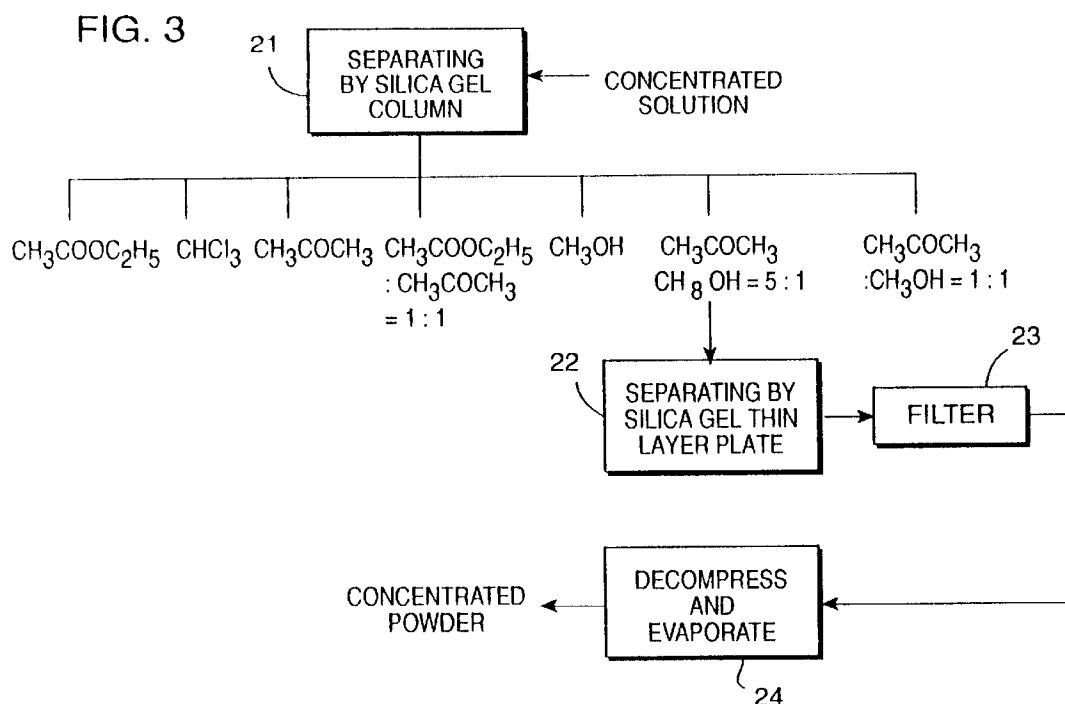 FIG. 3
21
SEPARATING
BY SILICA GEL
COLUMN
CONCENTRATED
SOLUTION
CH₃COOC₂H₅
CHCl₃
CH₃COCH₃
CH₃COOC₂H₅
: CH₃COCH₃
= 1 : 1
CH₃OH
CH₃COCH₃
CH₈ OH = 5 : 1
CH₃COCH₃
:CH₃OH = 1 : 1
22
SEPARATING BY
SILICA GEL THIN
LAYER PLATE
23
FILTER
DECOMPRESS
AND
EVAPORATE
24
CONCENTRATED
POWDER